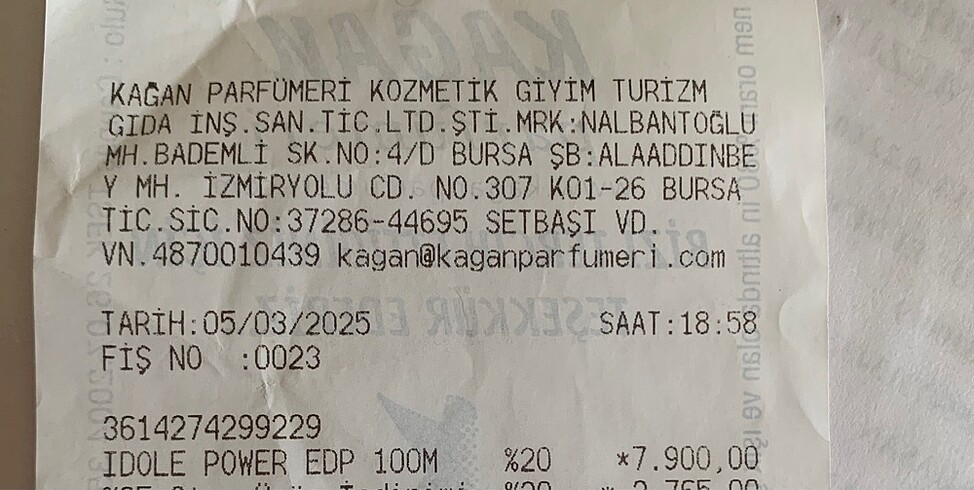 KAĞAN PARFÜMERİ KOZMETİK GİYİM TURİZM
GIDA İNŞ.SAN.TİC.LTD.ŞTİ.MRK:NALBANTOĞLU
MH.BADEMLİ SK.NO:4/D BURSA ŞB:ALAADDINBE
Y MH. İZMİRYOLU CD. NO.307 K01-26 BURSA
TİC.SİC.NO:37286-44695 SETBAŞI VD.
VN.4870010439 kagan@kaganparfumeri.com
TARİH:05/03/2025 SAAT:18:58
FİŞ NO :0023
3614274299229
IDOLE POWER EDP 100M %20 *7.900,00